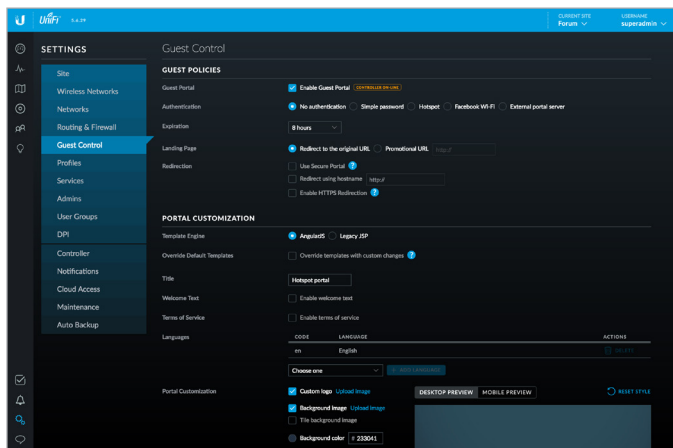 U UniFi 5.6.29
CURRENT SITE
Forum
USERNAME
superadmin
SETTINGS
Site
Wireless Networks
Networks
Routing & Firewall
Guest Control
Profiles
Services
Admins
User Groups
DPI
Controller
Notifications
Cloud Access
Maintenance
Auto Backup
Guest Control
GUEST POLICIES
Guest Portal Enable Guest Portal CONTROLLER ON-LINE
Authentication No authentication Simple password Hotspot Facebook Wi-Fi External portal server
Expiration 8 hours
Landing Page Redirect to the original URL Promotional URL http://
Redirection Use Secure Portal ?
Redirect using hostname http://
Enable HTTPS Redirection ?
PORTAL CUSTOMIZATION
Template Engine AngularJS Legacy JSP
Override Default Templates Override templates with custom changes ?
Title Hotspot portal
Welcome Text Enable welcome text
Terms of Service Enable terms of service
Languages CODE LANGUAGE ACTIONS
en English DELETE
Choose one + ADD LANGUAGE
Portal Customization Custom logo Upload image DESKTOP PREVIEW MOBILE PREVIEW RESET STYLE
Background image Upload image
Tile background image
Background color # 233041